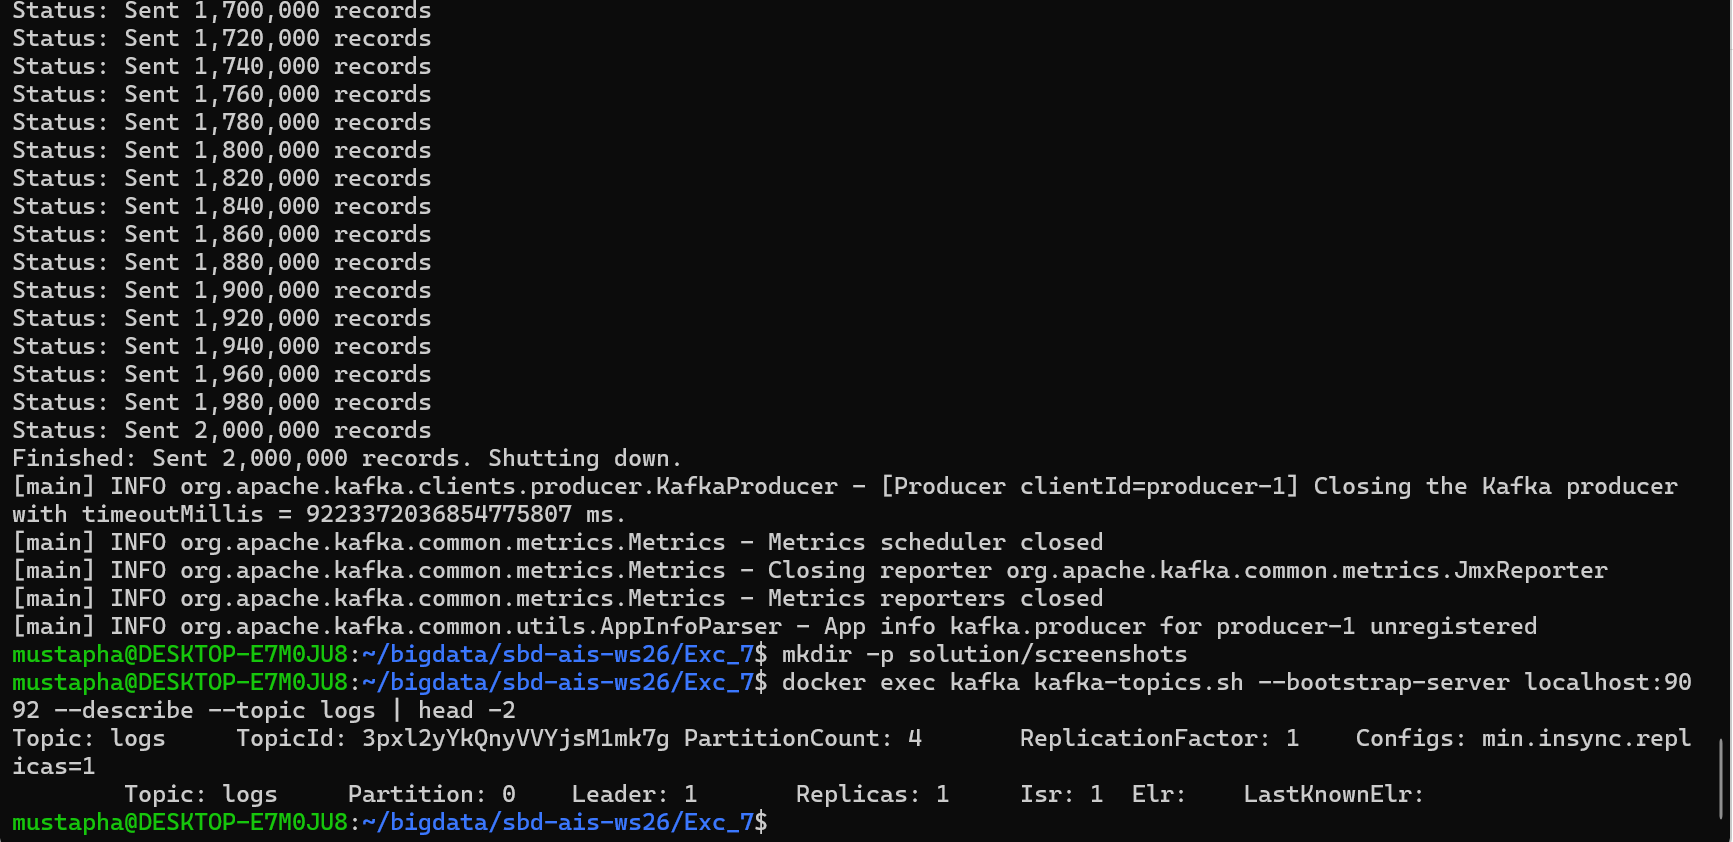 Status: Sent 1,700,000 records
Status: Sent 1,720,000 records
Status: Sent 1,740,000 records
Status: Sent 1,760,000 records
Status: Sent 1,780,000 records
Status: Sent 1,800,000 records
Status: Sent 1,820,000 records
Status: Sent 1,840,000 records
Status: Sent 1,860,000 records
Status: Sent 1,880,000 records
Status: Sent 1,900,000 records
Status: Sent 1,920,000 records
Status: Sent 1,940,000 records
Status: Sent 1,960,000 records
Status: Sent 1,980,000 records
Status: Sent 2,000,000 records
Finished: Sent 2,000,000 records. Shutting down.
[main] INFO org.apache.kafka.clients.producer.KafkaProducer - [Producer clientId=producer-1] Closing the Kafka producer
with timeoutMillis = 9223372036854775807 ms.
[main] INFO org.apache.kafka.common.metrics.Metrics - Metrics scheduler closed
[main] INFO org.apache.kafka.common.metrics.Metrics - Closing reporter org.apache.kafka.common.metrics.JmxReporter
[main] INFO org.apache.kafka.common.metrics.Metrics - Metrics reporters closed
[main] INFO org.apache.kafka.common.utils.AppInfoParser - App info kafka.producer for producer-1 unregistered
mustapha@DESKTOP-E7M0JU8:~/bigdata/sbd-ais-ws26/Exc_7$ mkdir -p solution/screenshots
mustapha@DESKTOP-E7M0JU8:~/bigdata/sbd-ais-ws26/Exc_7$ docker exec kafka kafka-topics.sh --bootstrap-server localhost:90
92 --describe --topic logs | head -2
Topic: logs     TopicId: 3pxl2yYkQnyVVYjsM1mk7g PartitionCount: 4       ReplicationFactor: 1    Configs: min.insync.repl
icas=1
        Topic: logs     Partition: 0    Leader: 1       Replicas: 1     Isr: 1  Elr:    LastKnownElr:
mustapha@DESKTOP-E7M0JU8:~/bigdata/sbd-ais-ws26/Exc_7$